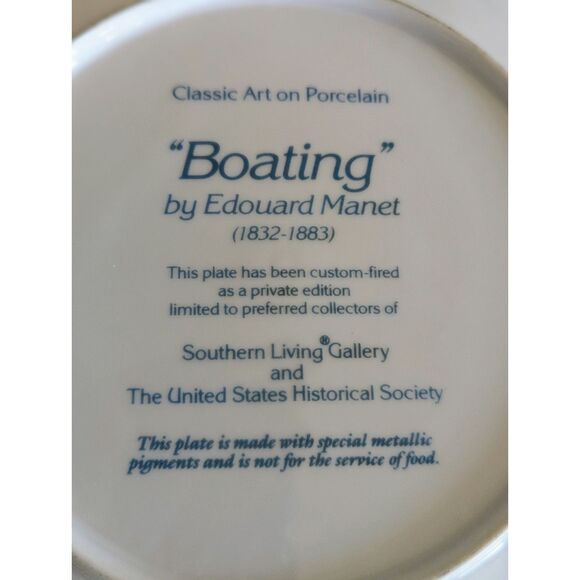 Classic Art on Porcelain
"Boating"
by Edouard Manet
(1832-1883)
This plate has been custom-fired
as a private edition
limited to preferred collectors of
Southern Living® Gallery
and
The United States Historical Society
This plate is made with special metallic
pigments and is not for the service of food.